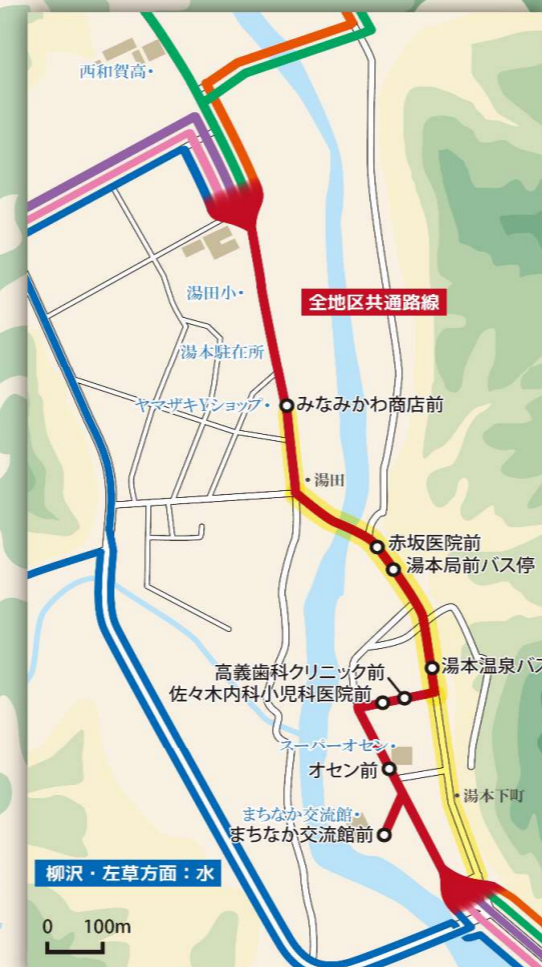 西和賀高
湯田小
全地区共通路線
湯本駐在所
ヤマザキYショップ
みなみかわ商店前
湯田
赤坂医院前
湯本局前バス停
湯本温泉バス
高義歯科クリニック前
佐々木内科小児科医院前
スーパーオセン
オセン前
湯本下町
まちなか交流館
まちなか交流館前
柳沢・左草方面：水
0 100m